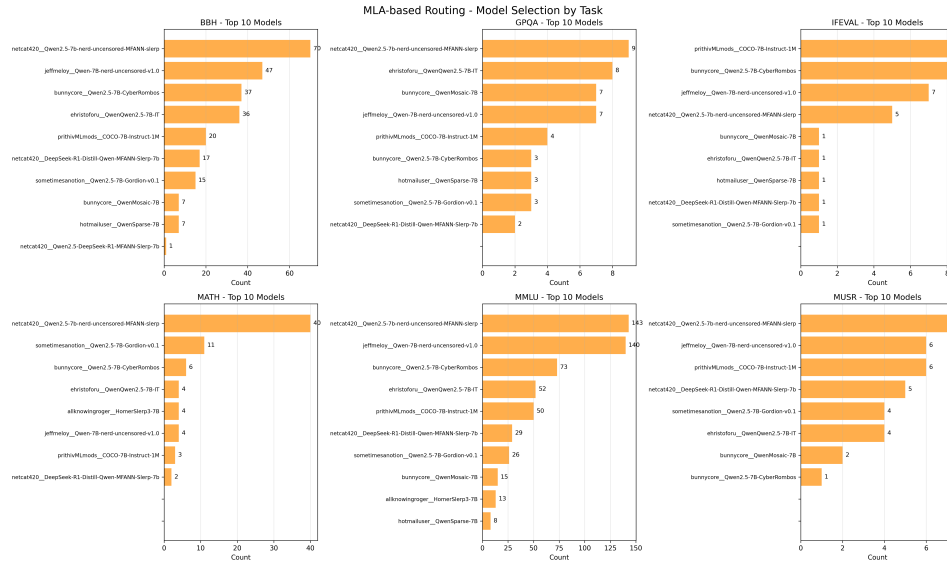 MLA-based Routing - Model Selection by Task
BBH - Top 10 Models
netcat420__Qwen2.5-7b-nerd-uncensored-MFANN-slerp 70
jeffmeloy__Qwen-7B-nerd-uncensored-v1.0 47
bunnycore__Qwen2.5-7B-CyberRombos 37
ehristoforu__QwenQwen2.5-7B-IT 36
prithivMLmods__COCO-7B-Instruct-1M 20
netcat420__DeepSeek-R1-Distill-Qwen-MFANN-Slerp-7b 17
sometimesanotion__Qwen2.5-7B-Gordion-v0.1 15
bunnycore__QwenMosaic-7B 7
hotmailuser__QwenSparse-7B 7
netcat420__Qwen2.5-DeepSeek-R1-MFANN-Slerp-7b 1
0 20 40 60
Count
GPQA - Top 10 Models
netcat420__Qwen2.5-7b-nerd-uncensored-MFANN-slerp 9
ehristoforu__QwenQwen2.5-7B-IT 8
bunnycore__QwenMosaic-7B 7
jeffmeloy__Qwen-7B-nerd-uncensored-v1.0 7
prithivMLmods__COCO-7B-Instruct-1M 4
bunnycore__Qwen2.5-7B-CyberRombos 3
hotmailuser__QwenSparse-7B 3
sometimesanotion__Qwen2.5-7B-Gordion-v0.1 3
netcat420__DeepSeek-R1-Distill-Qwen-MFANN-Slerp-7b 2
0 2 4 6 8
Count
IFEVAL - Top 10 Models
prithivMLmods__COCO-7B-Instruct-1M
bunnycore__Qwen2.5-7B-CyberRombos
jeffmeloy__Qwen-7B-nerd-uncensored-v1.0 7
netcat420__Qwen2.5-7b-nerd-uncensored-MFANN-slerp 5
bunnycore__QwenMosaic-7B 1
ehristoforu__QwenQwen2.5-7B-IT 1
hotmailuser__QwenSparse-7B 1
netcat420__DeepSeek-R1-Distill-Qwen-MFANN-Slerp-7b 1
sometimesanotion__Qwen2.5-7B-Gordion-v0.1 1
0 2 4 6 8
Count
MATH - Top 10 Models
netcat420__Qwen2.5-7b-nerd-uncensored-MFANN-slerp 40
sometimesanotion__Qwen2.5-7B-Gordion-v0.1 11
bunnycore__Qwen2.5-7B-CyberRombos 6
ehristoforu__QwenQwen2.5-7B-IT 4
allknowingroger__HomerSlerp3-7B 4
jeffmeloy__Qwen-7B-nerd-uncensored-v1.0 4
prithivMLmods__COCO-7B-Instruct-1M 3
netcat420__DeepSeek-R1-Distill-Qwen-MFANN-Slerp-7b 2
0 10 20 30 40
Count
MMLU - Top 10 Models
netcat420__Qwen2.5-7b-nerd-uncensored-MFANN-slerp 143
jeffmeloy__Qwen-7B-nerd-uncensored-v1.0 140
bunnycore__Qwen2.5-7B-CyberRombos 73
ehristoforu__QwenQwen2.5-7B-IT 52
prithivMLmods__COCO-7B-Instruct-1M 50
netcat420__DeepSeek-R1-Distill-Qwen-MFANN-Slerp-7b 29
sometimesanotion__Qwen2.5-7B-Gordion-v0.1 26
bunnycore__QwenMosaic-7B 15
allknowingroger__HomerSlerp3-7B 13
hotmailuser__QwenSparse-7B 8
0 25 50 75 100 125 150
Count
MUSR - Top 10 Models
netcat420__Qwen2.5-7b-nerd-uncensored-MFANN-slerp
jeffmeloy__Qwen-7B-nerd-uncensored-v1.0 6
prithivMLmods__COCO-7B-Instruct-1M 6
netcat420__DeepSeek-R1-Distill-Qwen-MFANN-Slerp-7b 5
sometimesanotion__Qwen2.5-7B-Gordion-v0.1 4
ehristoforu__QwenQwen2.5-7B-IT 4
bunnycore__QwenMosaic-7B 2
bunnycore__Qwen2.5-7B-CyberRombos 1
0 2 4 6
Count